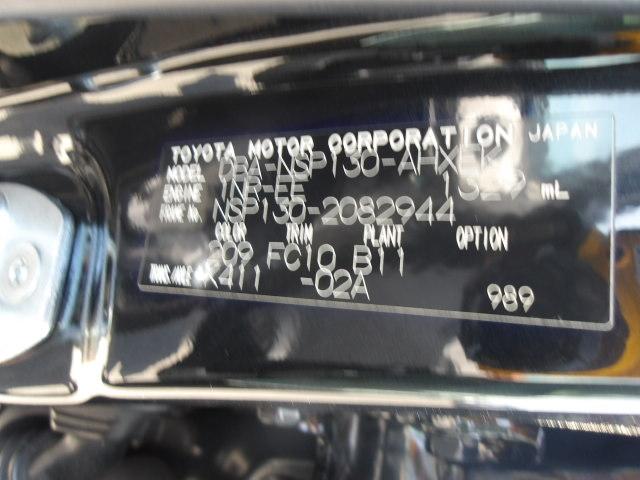 TOYOTA MOTOR CORPORATION JAPAN
MODEL DBA-NSP130-AHXEK
ENGINE 1NR-FE 1329 mL
FRAME No. NSP130-2082944
COLOR TRIM PLANT OPTION
209 FC10 B11
TRANS./AXLE K411 -02A 989